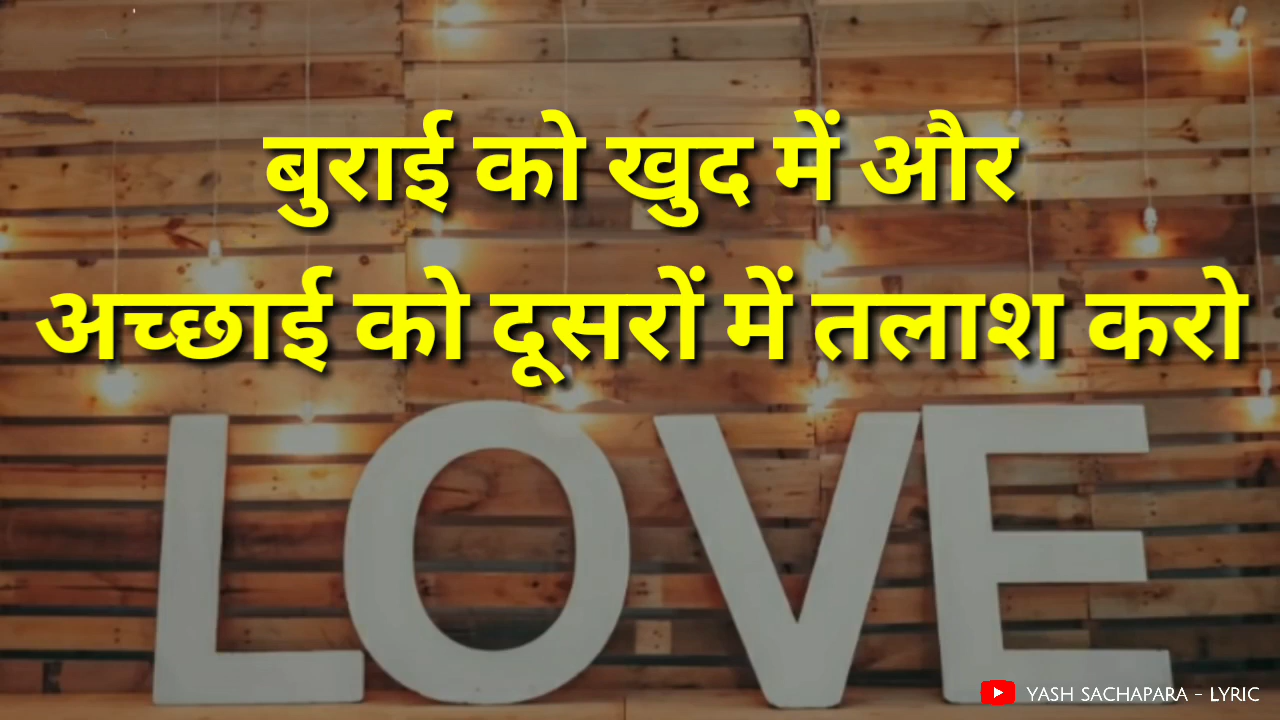 बुराई को खुद में और
अच्छाई को दूसरों में तलाश करो
LOVE
YASH SACHAPARA - LYRIC